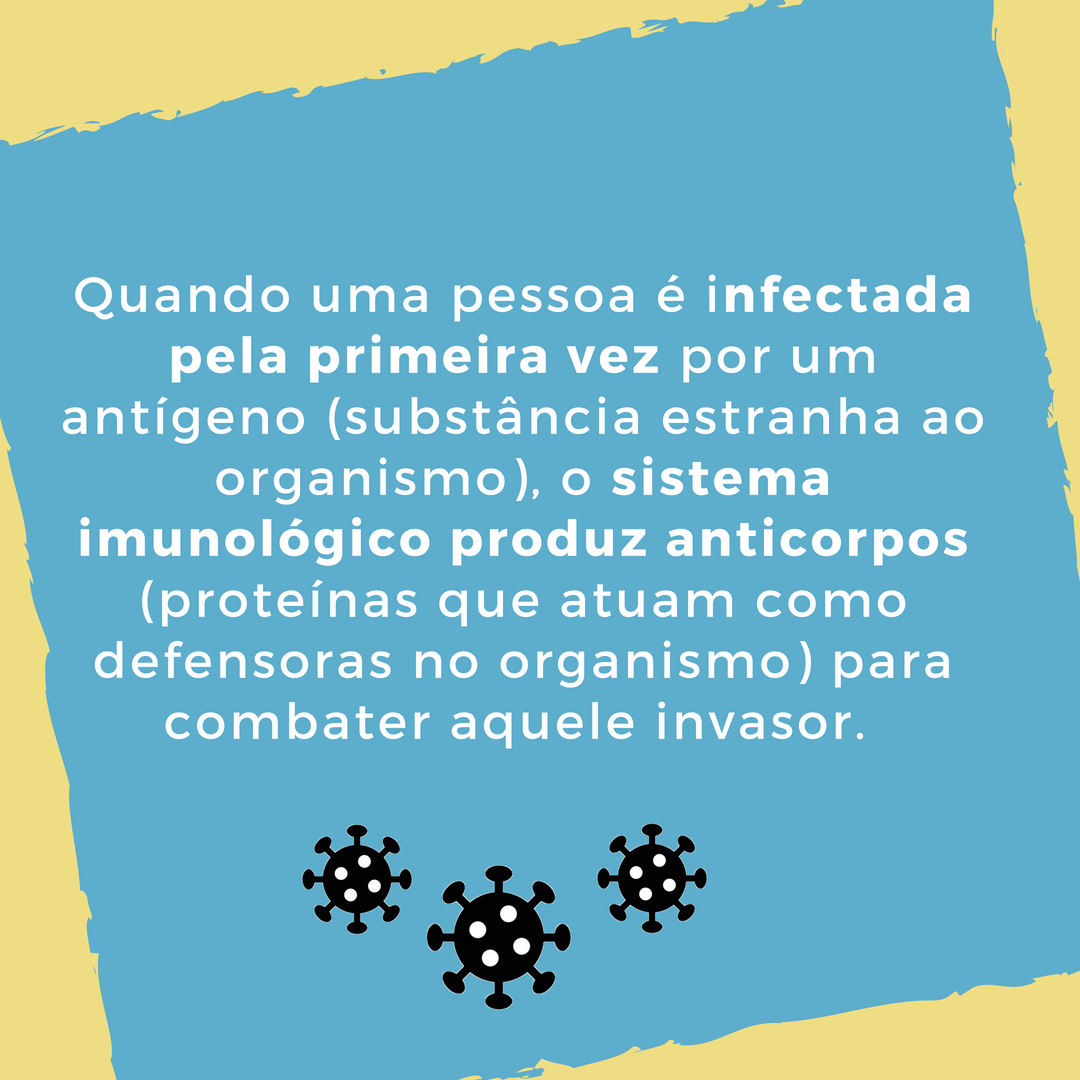 Quando uma pessoa é infectada
pela primeira vez por um
antígeno (substância estranha ao
organismo), o sistema
imunológico produz anticorpos
(proteínas que atuam como
defensoras no organismo) para
combater aquele invasor.